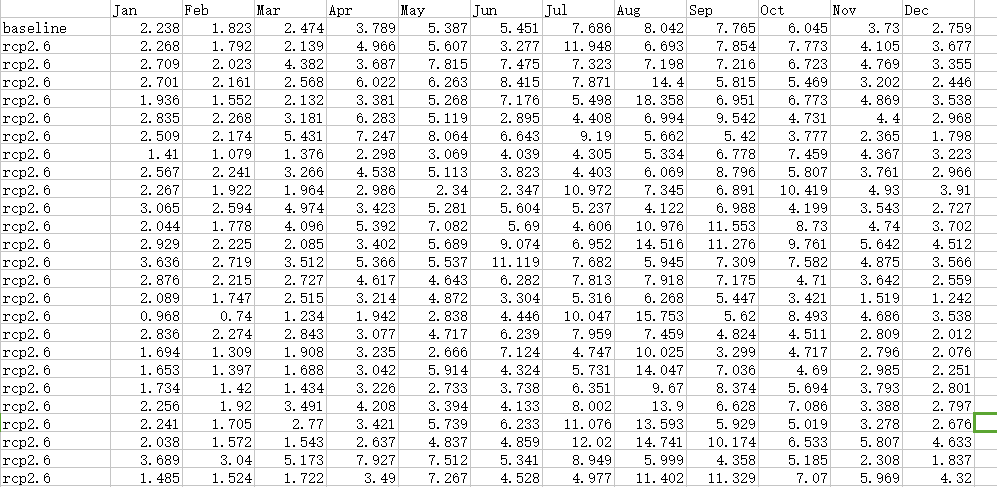 Jan Feb Mar Apr May Jun Jul Aug Sep Oct Nov Dec
baseline 2.238 1.823 2.474 3.789 5.387 5.451 7.686 8.042 7.765 6.045 3.73 2.759
rcp2.6 2.268 1.792 2.139 4.966 5.607 3.277 11.948 6.693 7.854 7.773 4.105 3.677
rcp2.6 2.709 2.023 4.382 3.687 7.815 7.475 7.323 7.198 7.216 6.723 4.769 3.355
rcp2.6 2.701 2.161 2.568 6.022 6.263 8.415 7.871 14.4 5.815 5.469 3.202 2.446
rcp2.6 1.936 1.552 2.132 3.381 5.268 7.176 5.498 18.358 6.951 6.773 4.869 3.538
rcp2.6 2.835 2.268 3.181 6.283 5.119 2.895 4.408 6.994 9.542 4.731 4.4 2.968
rcp2.6 2.509 2.174 5.431 7.247 8.064 6.643 9.19 5.662 5.42 3.777 2.365 1.798
rcp2.6 1.41 1.079 1.376 2.298 3.069 4.039 4.305 5.334 6.778 7.459 4.367 3.223
rcp2.6 2.567 2.241 3.266 4.538 5.113 3.823 4.403 6.069 8.796 5.807 3.761 2.966
rcp2.6 2.267 1.922 1.964 2.986 2.34 2.347 10.972 7.345 6.891 10.419 4.93 3.91
rcp2.6 3.065 2.594 4.974 3.423 5.281 5.604 5.237 4.122 6.988 4.199 3.543 2.727
rcp2.6 2.044 1.778 4.096 5.392 7.082 5.69 4.606 10.976 11.553 8.73 4.74 3.702
rcp2.6 2.929 2.225 2.085 3.402 5.689 9.074 6.952 14.516 11.276 9.761 5.642 4.512
rcp2.6 3.636 2.719 3.512 5.366 5.537 11.119 7.682 5.945 7.309 7.582 4.875 3.566
rcp2.6 2.876 2.215 2.727 4.617 4.643 6.282 7.813 7.918 7.175 4.71 3.642 2.559
rcp2.6 2.089 1.747 2.515 3.214 4.872 3.304 5.316 6.268 5.447 3.421 1.519 1.242
rcp2.6 0.968 0.74 1.234 1.942 2.838 4.446 10.047 15.753 5.62 8.493 4.686 3.538
rcp2.6 2.836 2.274 2.843 3.077 4.717 6.239 7.959 7.459 4.824 4.511 2.809 2.012
rcp2.6 1.694 1.309 1.908 3.235 2.666 7.124 4.747 10.025 3.299 4.717 2.796 2.076
rcp2.6 1.653 1.397 1.688 3.042 5.914 4.324 5.731 14.047 7.036 4.69 2.985 2.251
rcp2.6 1.734 1.42 1.434 3.226 2.733 3.738 6.351 9.67 8.374 5.694 3.793 2.801
rcp2.6 2.256 1.92 3.491 4.208 3.394 4.133 8.002 13.9 6.628 7.086 3.388 2.797
rcp2.6 2.241 1.705 2.77 3.421 5.739 6.233 11.076 13.593 5.929 5.019 3.278 2.676
rcp2.6 2.038 1.572 1.543 2.637 4.837 4.859 12.02 14.741 10.174 6.533 5.807 4.633
rcp2.6 3.689 3.04 5.173 7.927 7.512 5.341 8.949 5.999 4.358 5.185 2.308 1.837
rcp2.6 1.485 1.524 1.722 3.49 7.267 4.528 4.977 11.402 11.329 7.07 5.969 4.32